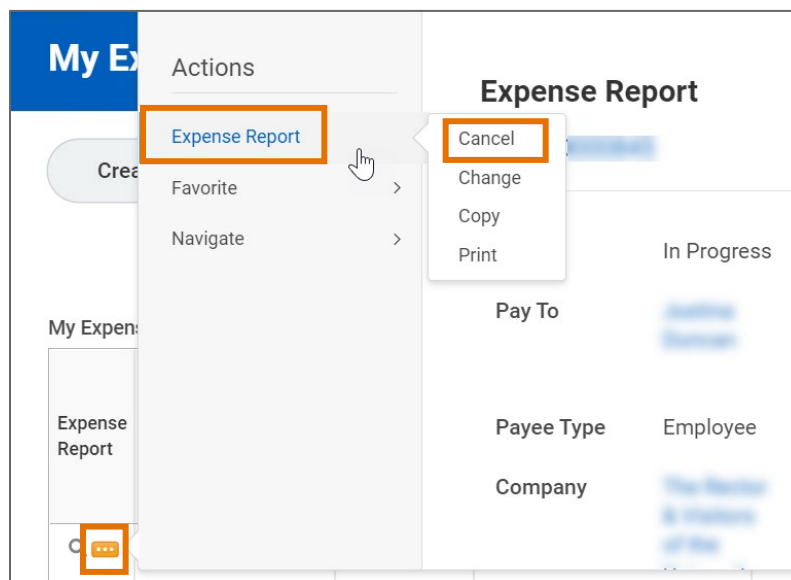 My Ex
Actions
Expense Report
Expense Report
Cancel
Crea
Change
Favorite
Copy
Navigate
Print
In Progress
Pay To
My Expens
Expense
Report
Payee Type
Employee
Company